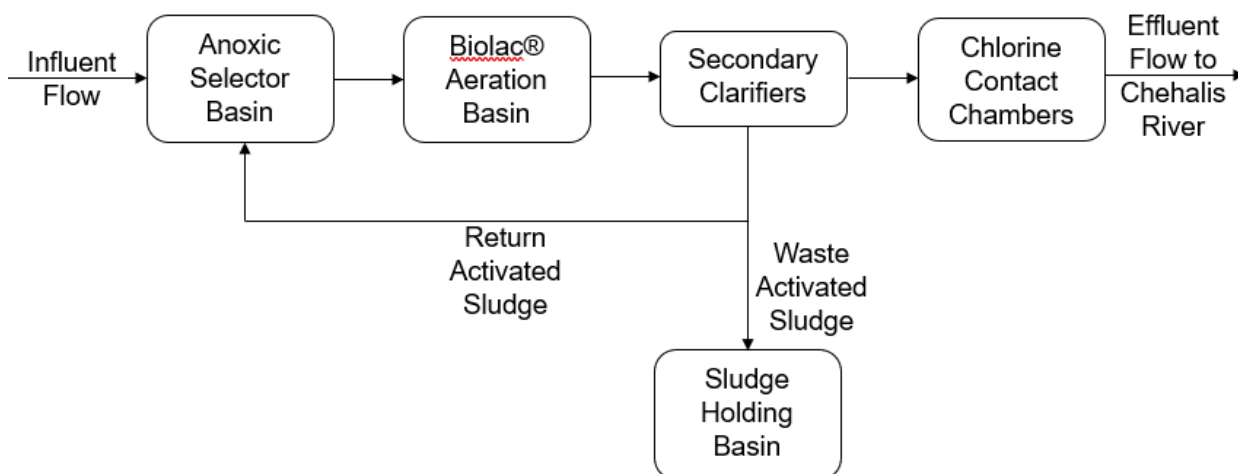 Influent
Flow
Anoxic
Selector
Basin
Biolac®
Aeration
Basin
Secondary
Clarifiers
Chlorine
Contact
Chambers
Effluent
Flow to
Chehalis
River
Return
Activated
Sludge
Waste
Activated
Sludge
Sludge
Holding
Basin